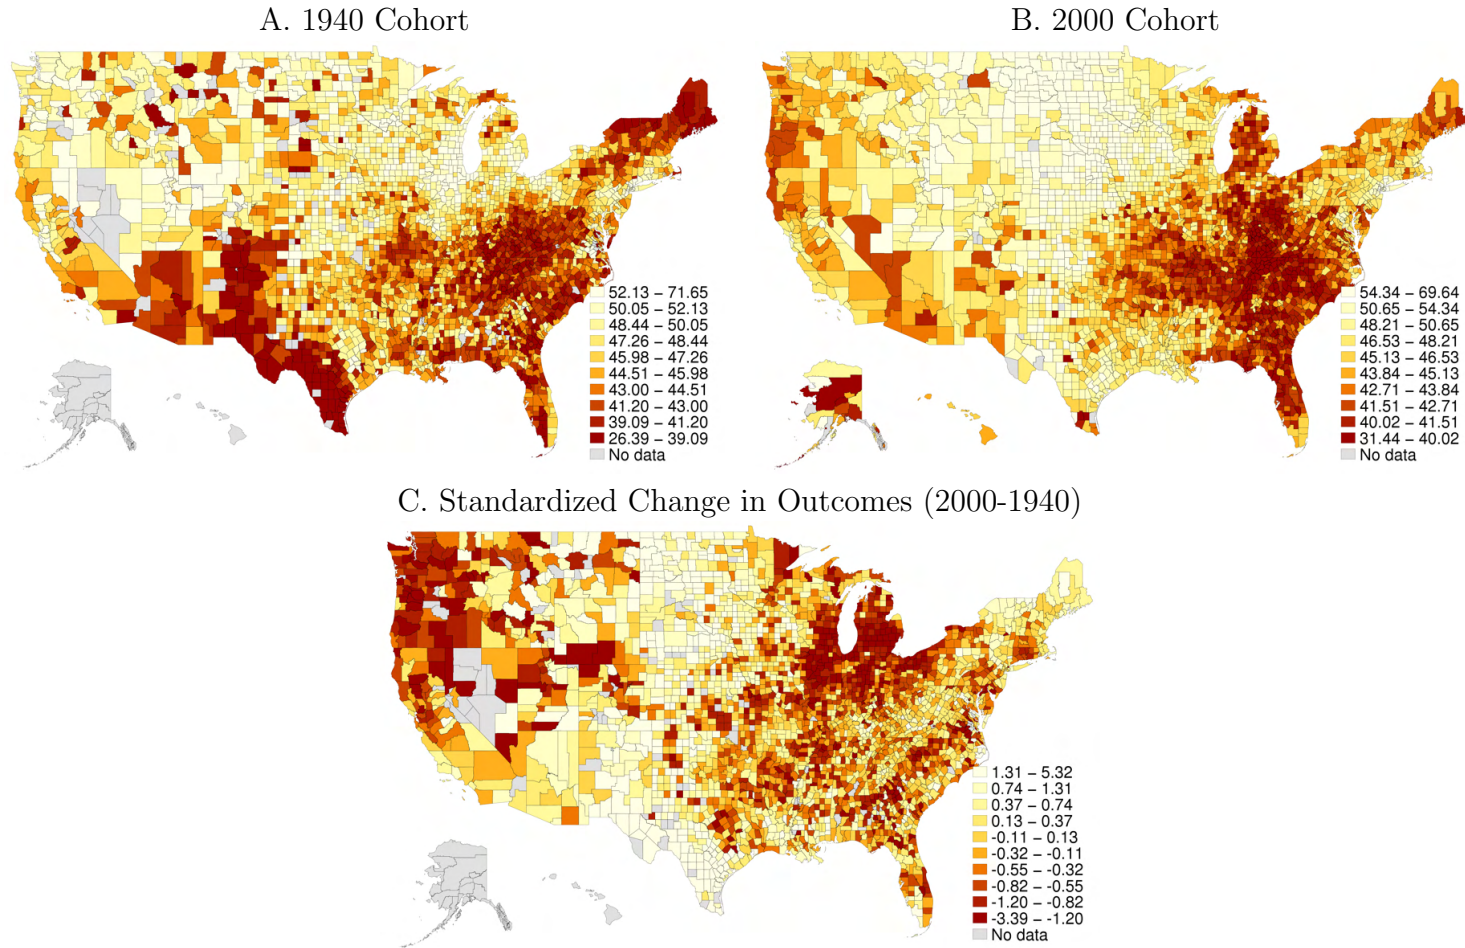 A. 1940 Cohort
52.13 – 71.65
50.05 – 52.13
48.44 – 50.05
47.26 – 48.44
45.98 – 47.26
44.51 – 45.98
43.00 – 44.51
41.20 – 43.00
39.09 – 41.20
26.39 – 39.09
No data
B. 2000 Cohort
54.34 – 69.64
50.65 – 54.34
48.21 – 50.65
46.53 – 48.21
45.13 – 46.53
43.84 – 45.13
42.71 – 43.84
41.51 – 42.71
40.02 – 41.51
31.44 – 40.02
No data
C. Standardized Change in Outcomes (2000-1940)
1.31 – 5.32
0.74 – 1.31
0.37 – 0.74
0.13 – 0.37
-0.11 – 0.13
-0.32 – -0.11
-0.55 – -0.32
-0.82 – -0.55
-1.20 – -0.82
-3.39 – -1.20
No data